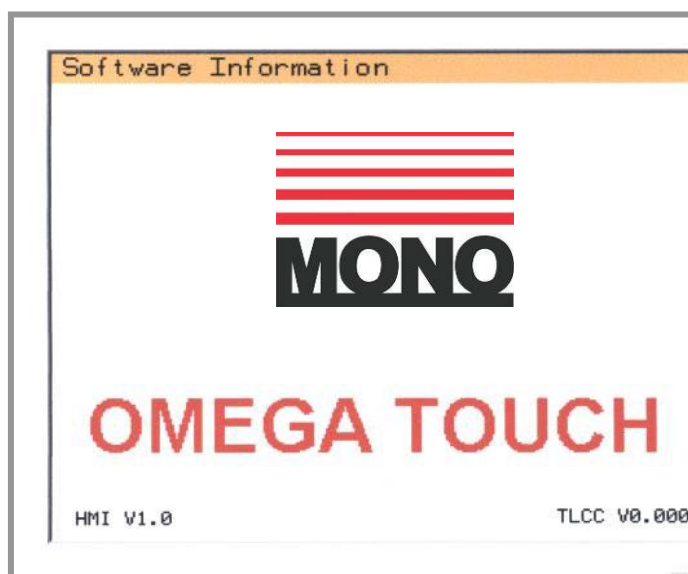 Software Information
MONO
OMEGA TOUCH
HMI V1.0
TLCC V0.000